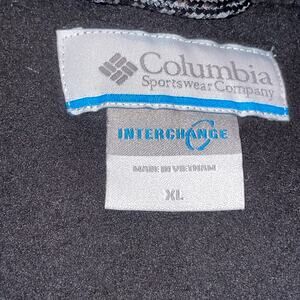 Columbia
Sportswear Company
INTERCHANGE
MADE IN VIETNAM
XL